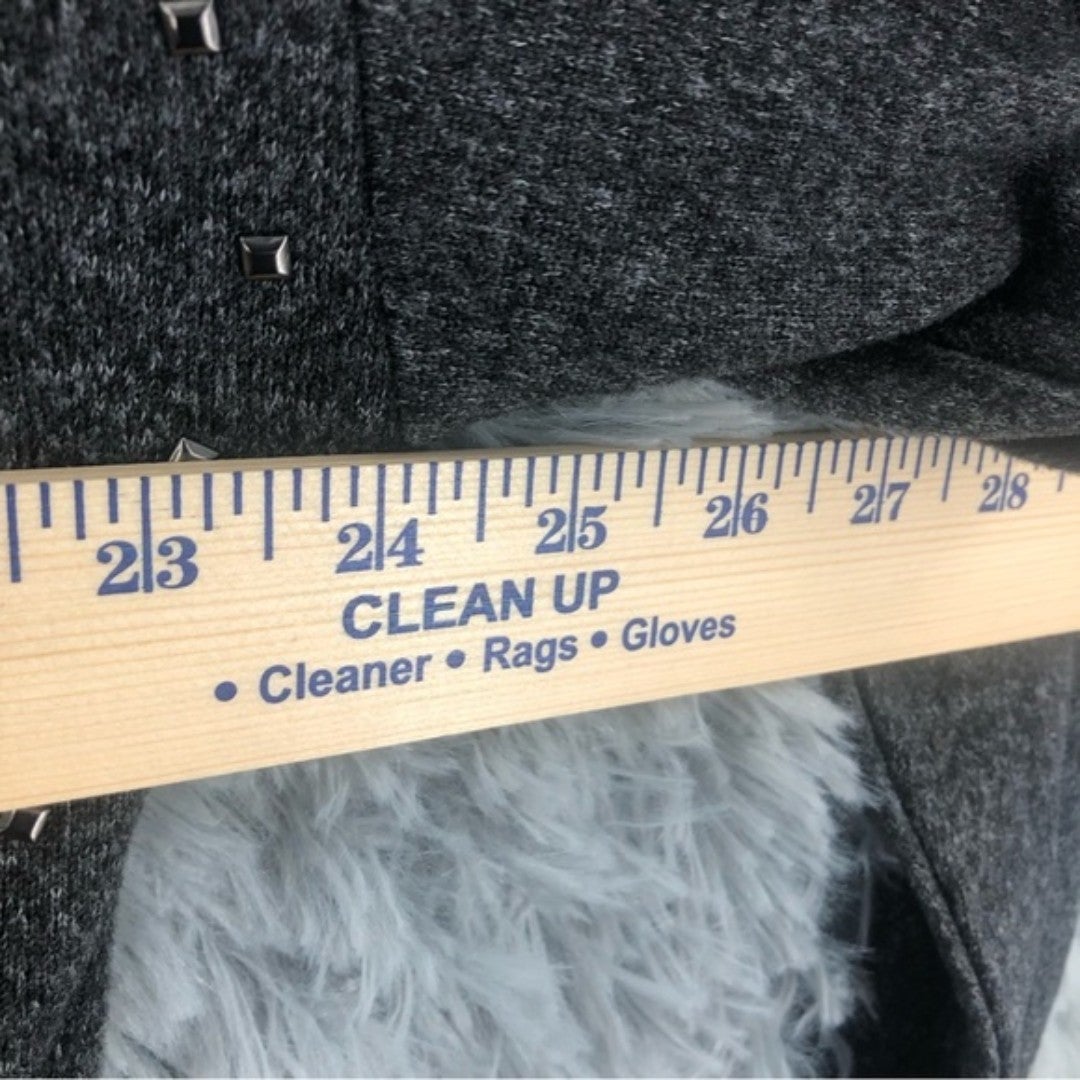 23 24 25 26 27 28
CLEAN UP
• Cleaner • Rags • Gloves